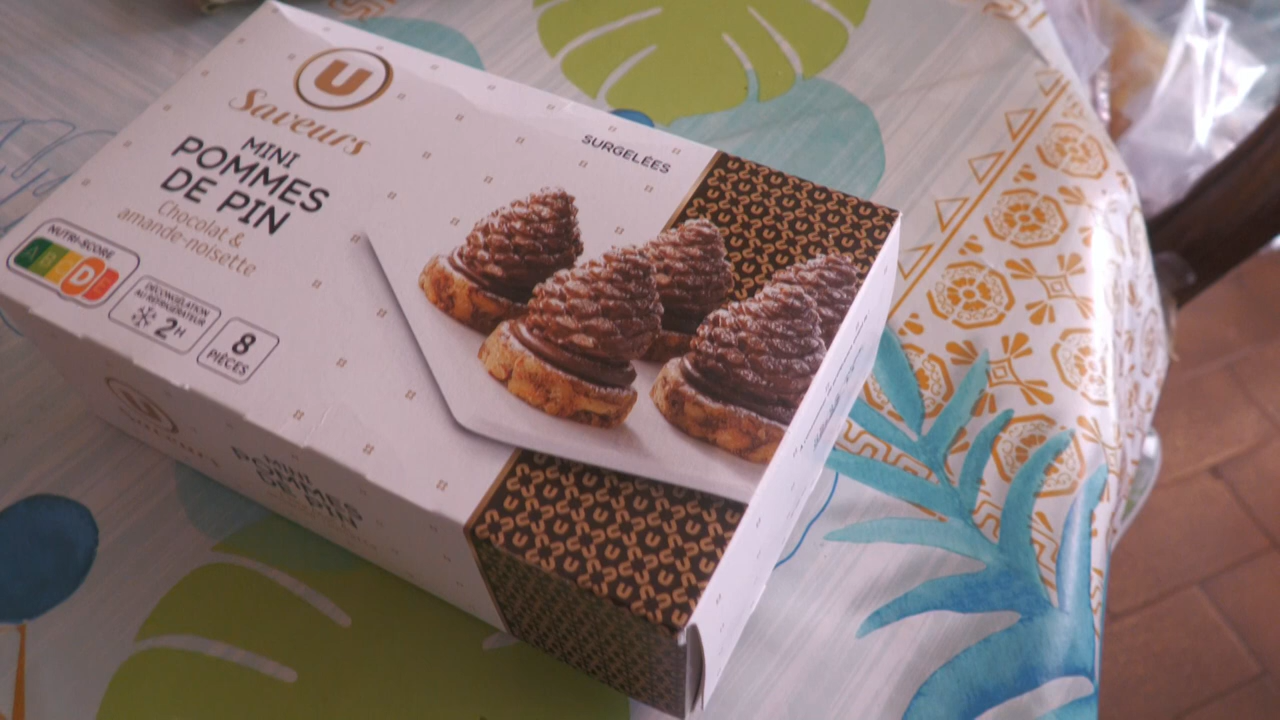 U
Saveurs
MINI
POMMES
DE PIN
Chocolat &
amande-noisette
SURGELÉES
NUTRI-SCORE
A B C D E
DÉCONGÉLATION
AU RÉFRIGÉRATEUR
2H
8
PIÈCES
U
MINI
POMMES
DE PIN